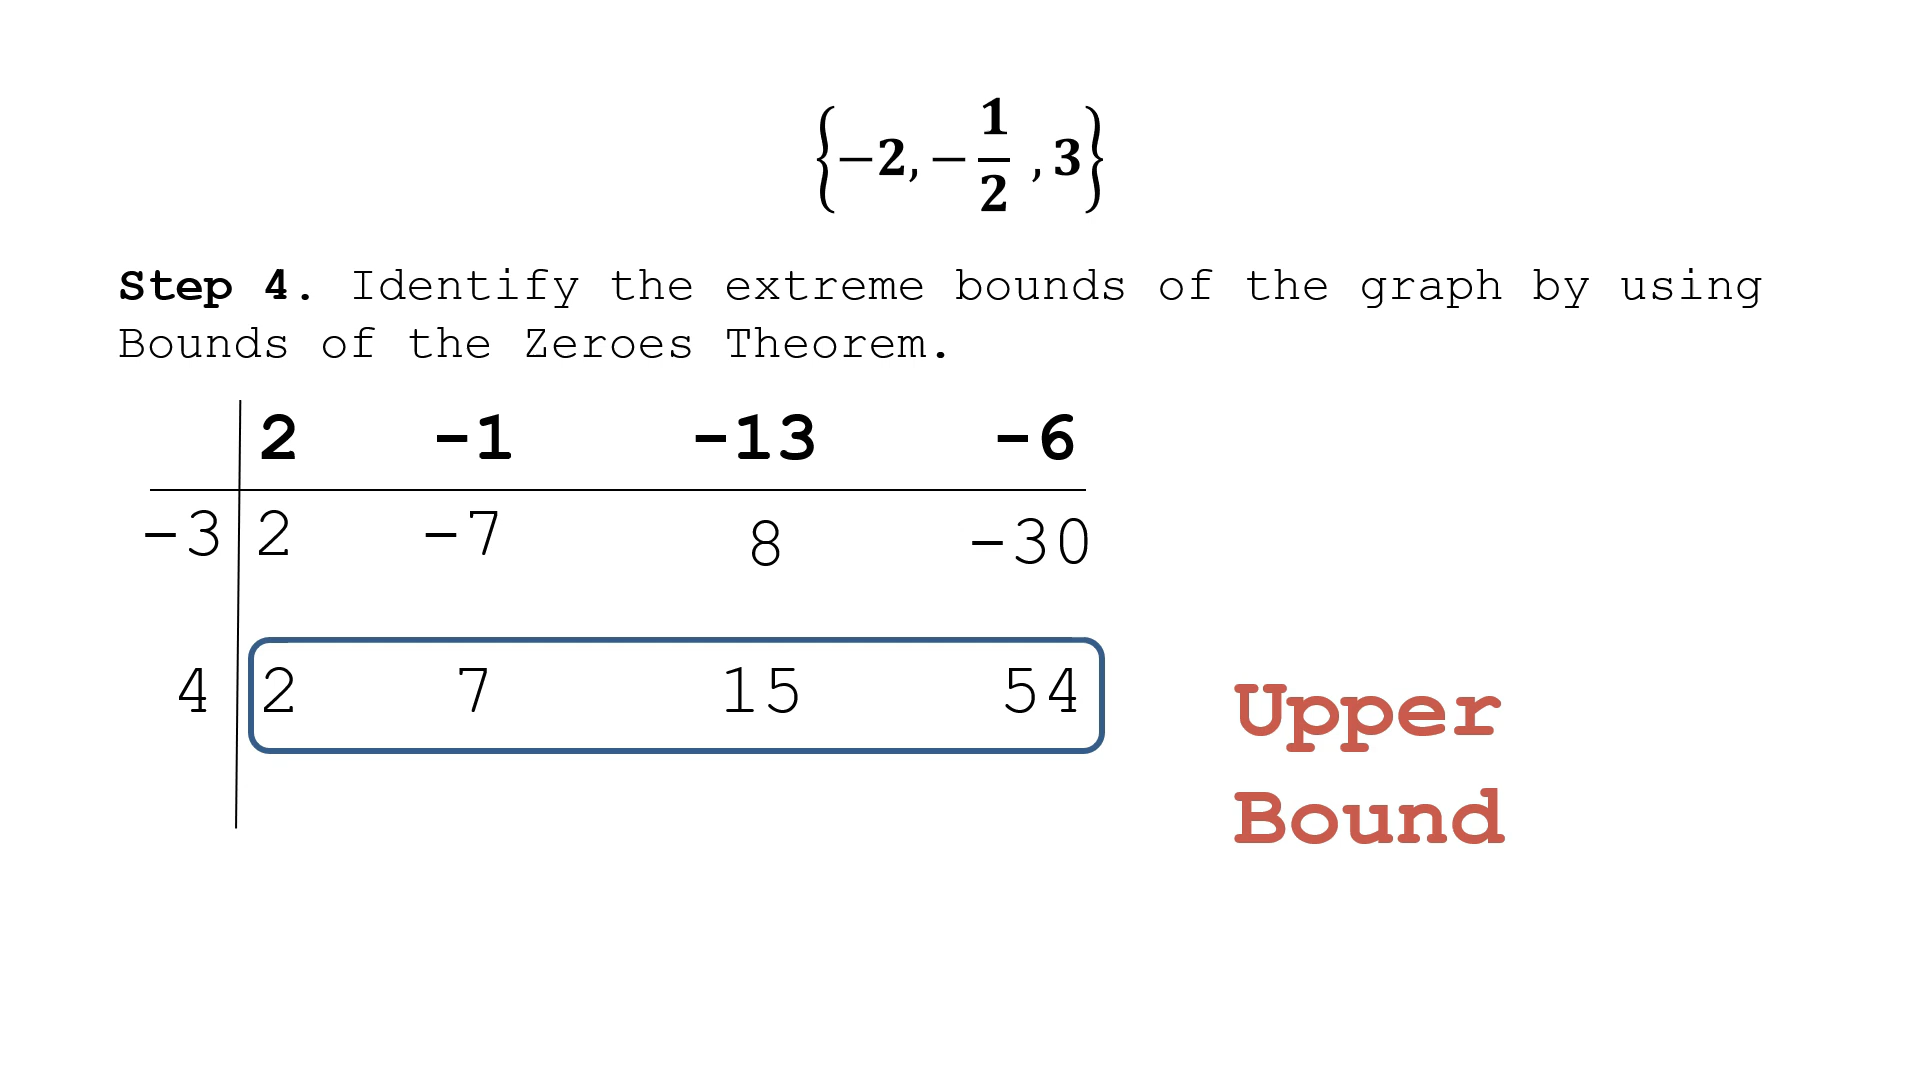 {−2, −1/2 , 3}
Step 4. Identify the extreme bounds of the graph by using
Bounds of the Zeroes Theorem.
2 -1 -13 -6
-3 2 -7 8 -30
4 2 7 15 54
Upper
Bound